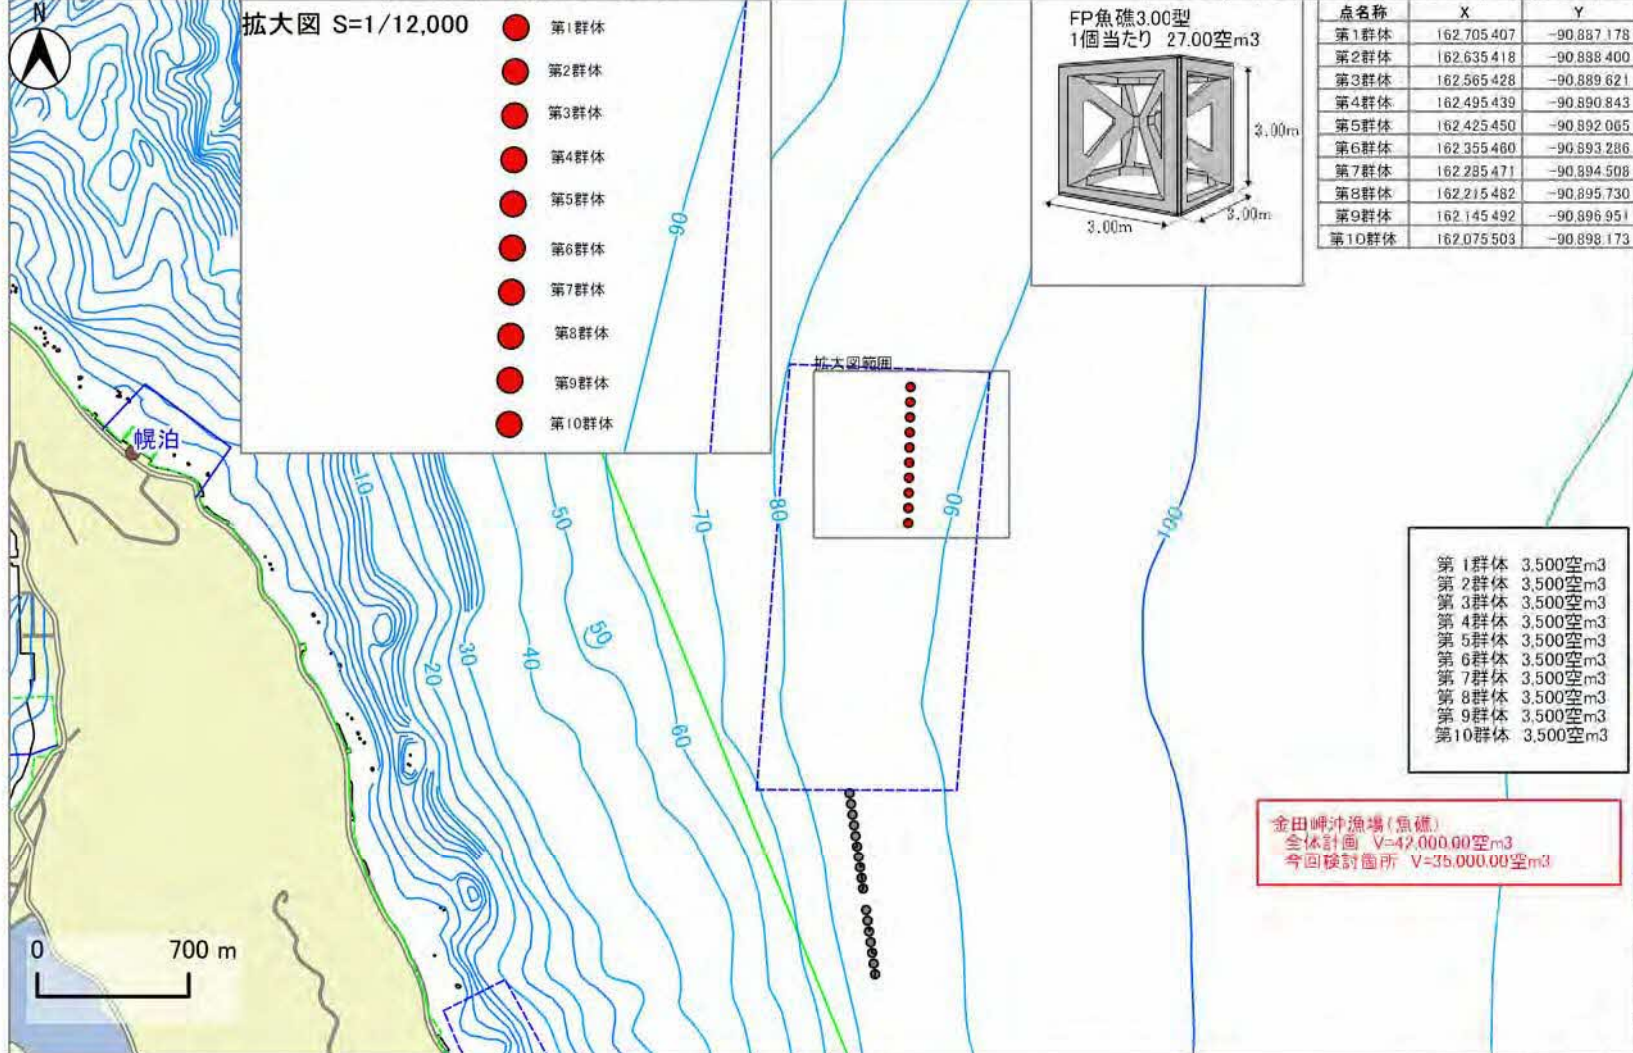 N
拡大図 S=1/12,000
第1群体
第2群体
第3群体
第4群体
第5群体
第6群体
第7群体
第8群体
第9群体
第10群体
90
FP魚礁3.00型
1個当たり 27.00空m3
3.00m
3.00m
3.00m
点名称 X Y
第1群体 162.705.407 -90.887.178
第2群体 162.635.418 -90.888.400
第3群体 162.565.428 -90.889.621
第4群体 162.495.439 -90.890.843
第5群体 162.425.450 -90.892.065
第6群体 162.355.460 -90.893.286
第7群体 162.285.471 -90.894.508
第8群体 162.215.482 -90.895.730
第9群体 162.145.492 -90.896.951
第10群体 162.075.503 -90.898.173
拡大図範囲
幌泊
10
50
70
80
90
100
50
20
30
40
60
第 1群体 3,500空m3
第 2群体 3,500空m3
第 3群体 3,500空m3
第 4群体 3,500空m3
第 5群体 3,500空m3
第 6群体 3,500空m3
第 7群体 3,500空m3
第 8群体 3,500空m3
第 9群体 3,500空m3
第10群体 3,500空m3
金田岬沖漁場(魚礁)
全体計画 V=42,000.00空m3
今回検討箇所 V=35,000.00空m3
0 700 m